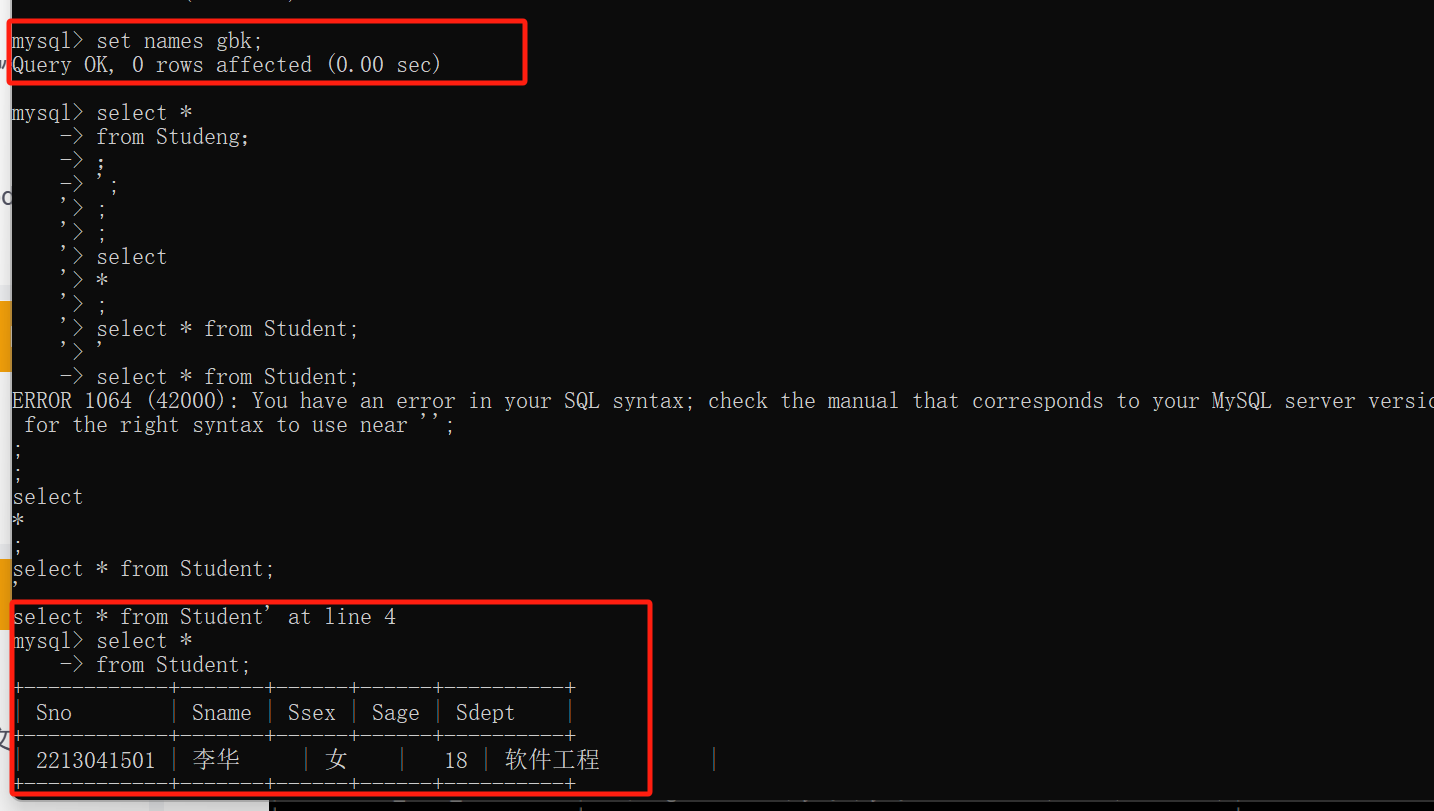 mysql> set names gbk;
Query OK, 0 rows affected (0.00 sec)
mysql> select *
-> from Studeng；
-> ；
-> ’;
’> ;
’> ;
’> select
’> *
’> ;
’> select * from Student;
’> ’
-> select * from Student;
ERROR 1064 (42000): You have an error in your SQL syntax; check the manual that corresponds to your MySQL server versio
for the right syntax to use near ’’;
;
;
select
*
;
select * from Student;
’
select * from Student’ at line 4
mysql> select *
-> from Student;
+------------+-------+------+------+----------+
| Sno | Sname | Ssex | Sage | Sdept |
+------------+-------+------+------+----------+
| 2213041501 | 李华 | 女 | 18 | 软件工程 |
+------------+-------+------+------+----------+